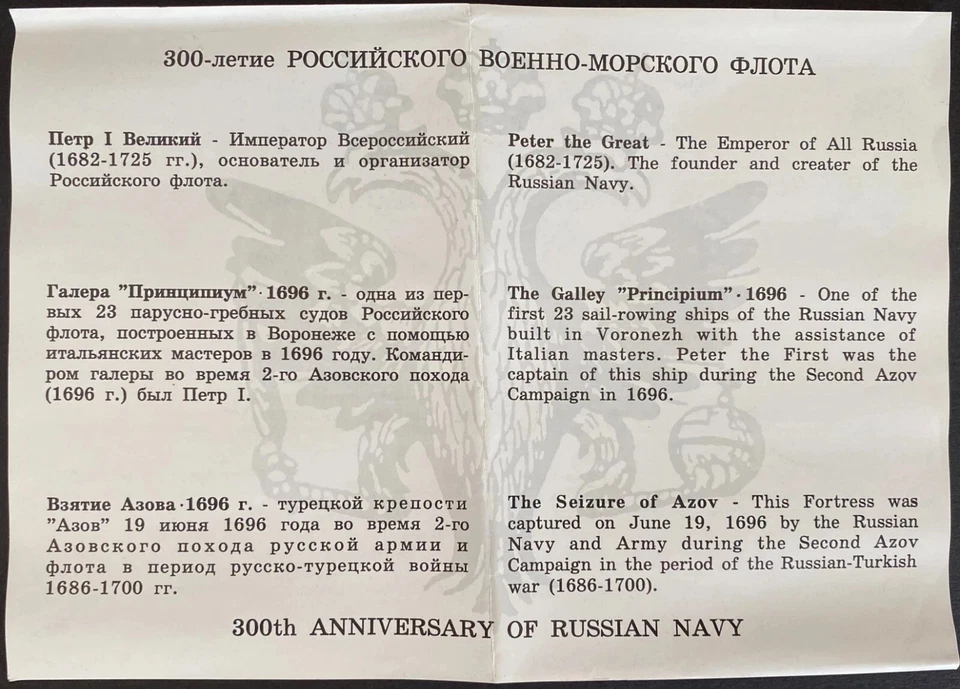 300-летие РОССИЙСКОГО ВОЕННО-МОРСКОГО ФЛОТА
Петр I Великий - Император Всероссийский
(1682-1725 гг.), основатель и организатор
Российского флота.
Галера "Принципиум"·1696 г. - одна из пер-
вых 23 парусно-гребных судов Российского
флота, построенных в Воронеже с помощью
итальянских мастеров в 1696 году. Команди-
ром галеры во время 2-го Азовского похода
(1696 г.) был Петр I.
Взятие Азова·1696 г. - турецкой крепости
"Азов" 19 июня 1696 года во время 2-го
Азовского похода русской армии и
флота в период русско-турецкой войны
1686-1700 гг.
Peter the Great - The Emperor of All Russia
(1682-1725). The founder and creater of the
Russian Navy.
The Galley "Principium"·1696 - One of the
first 23 sail-rowing ships of the Russian Navy
built in Voronezh with the assistance of
Italian masters. Peter the First was the
captain of this ship during the Second Azov
Campaign in 1696.
The Seizure of Azov - This Fortress was
captured on June 19, 1696 by the Russian
Navy and Army during the Second Azov
Campaign in the period of the Russian-Turkish
war (1686-1700).
300th ANNIVERSARY OF RUSSIAN NAVY